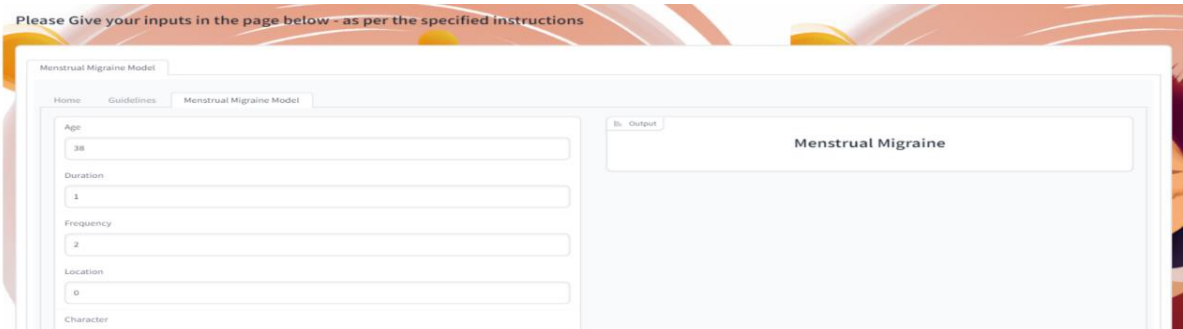 Please Give your inputs in the page below - as per the specified instructions
Menstrual Migraine Model
Home Guidelines Menstrual Migraine Model
Age
38
Duration
1
Frequency
2
Location
0
Character
Output
Menstrual Migraine